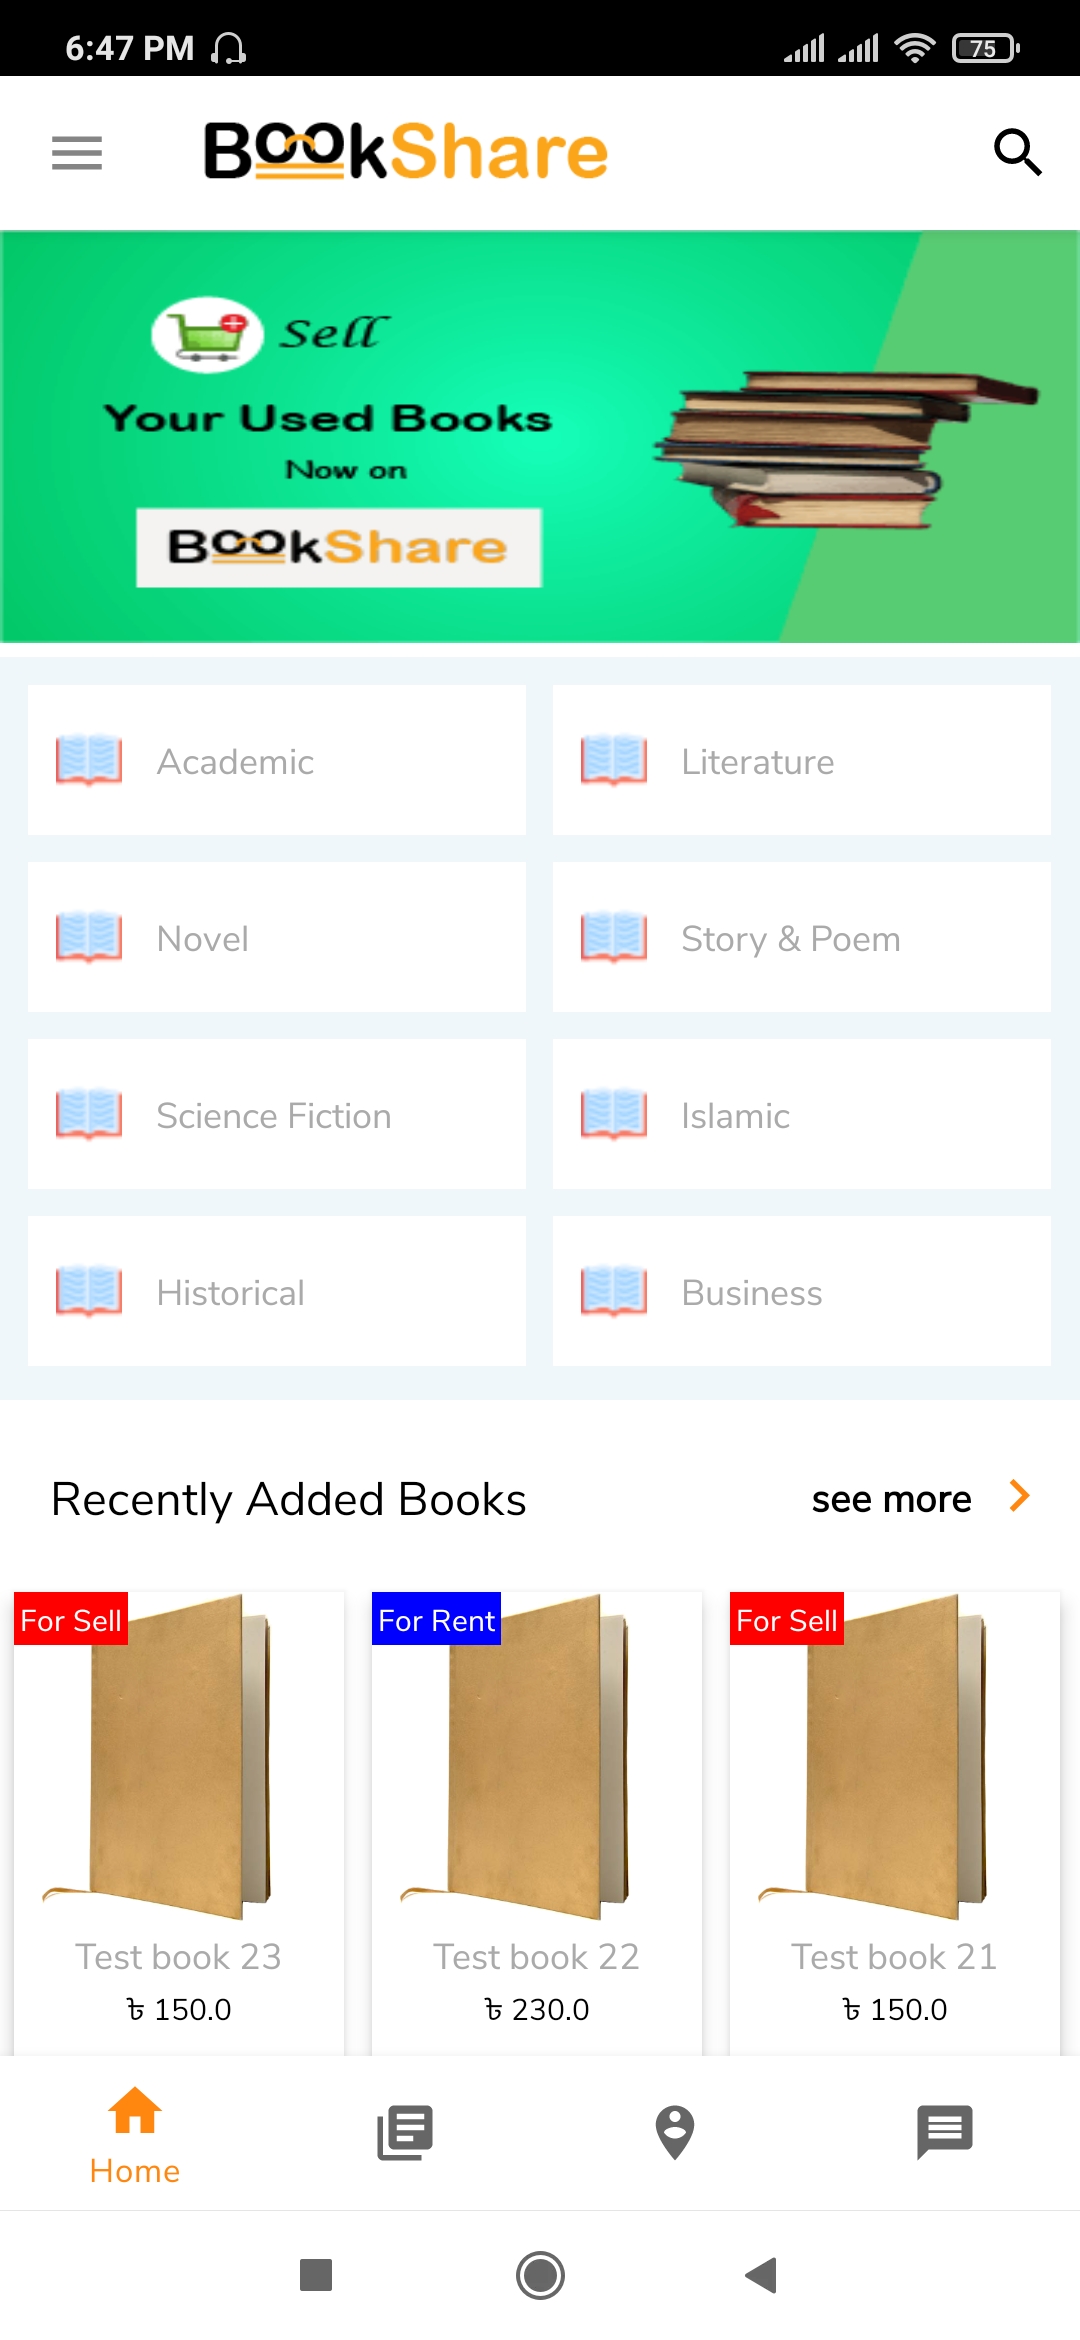 6:47 PM
75
BookShare
Sell
Your Used Books
Now on
BookShare
Academic
Literature
Novel
Story & Poem
Science Fiction
Islamic
Historical
Business
Recently Added Books
see more
For Sell
For Rent
For Sell
Test book 23
Test book 22
Test book 21
৳ 150.0
৳ 230.0
৳ 150.0
Home